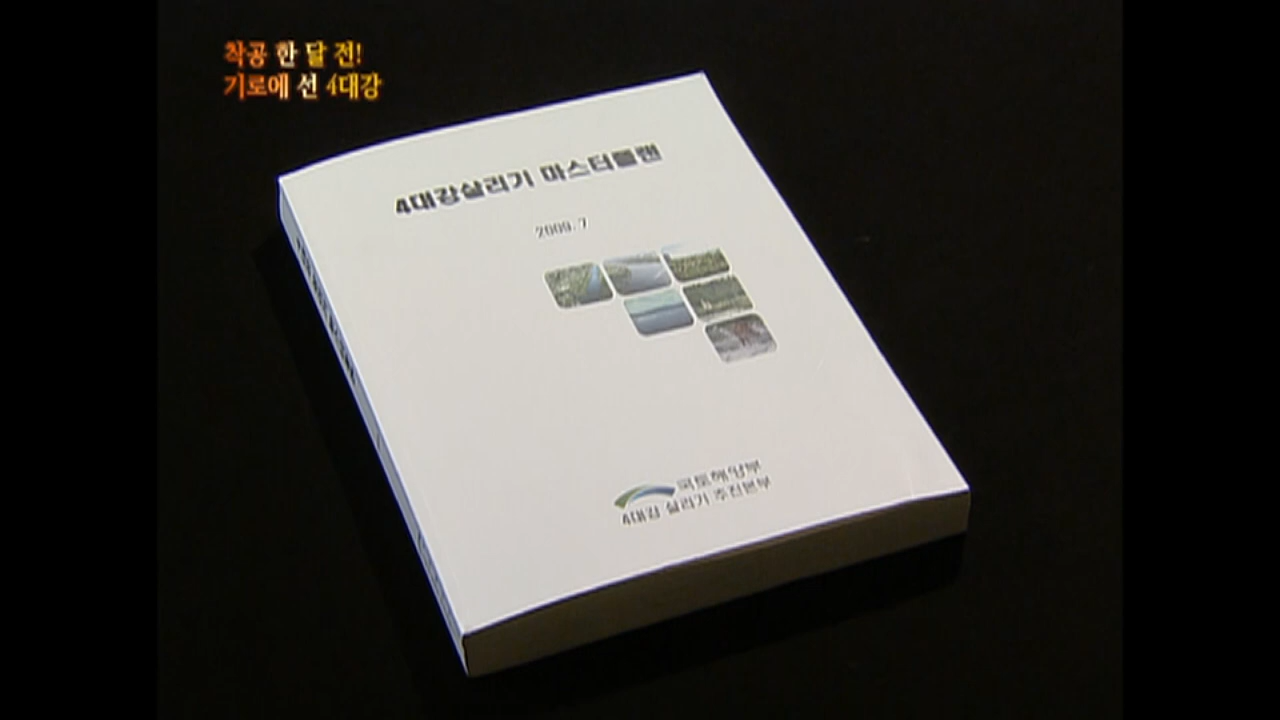 착공 한 달 전!
기로에 선 4대강
4대강살리기 마스터플랜
2009. 7
국토해양부
4대강 살리기 추진본부